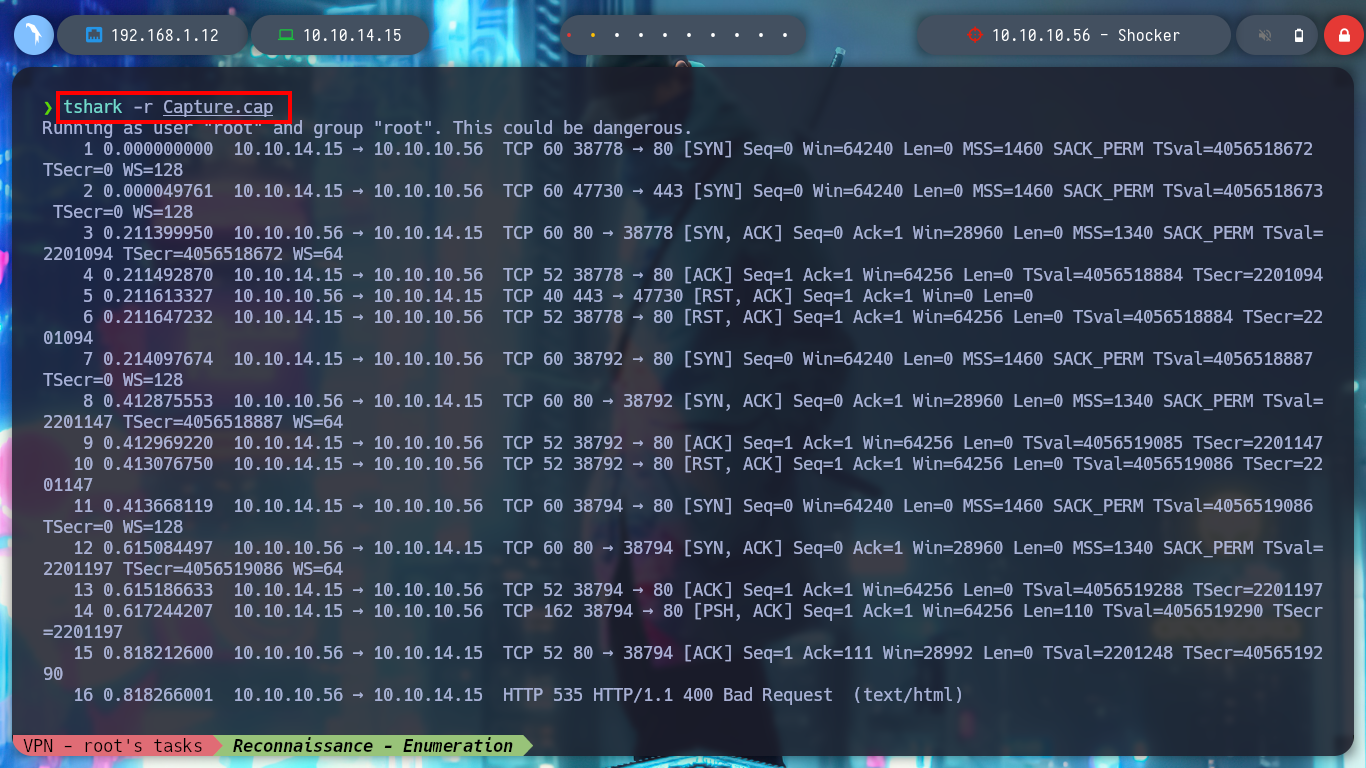 192.168.1.12 10.10.14.15 10.10.10.56 - Shocker
❯ tshark -r Capture.cap
Running as user "root" and group "root". This could be dangerous.
1 0.000000000 10.10.14.15 → 10.10.10.56 TCP 60 38778 → 80 [SYN] Seq=0 Win=64240 Len=0 MSS=1460 SACK_PERM TSval=4056518672
TSecr=0 WS=128
2 0.000049761 10.10.14.15 → 10.10.10.56 TCP 60 47730 → 443 [SYN] Seq=0 Win=64240 Len=0 MSS=1460 SACK_PERM TSval=4056518673
TSecr=0 WS=128
3 0.211399950 10.10.10.56 → 10.10.14.15 TCP 60 80 → 38778 [SYN, ACK] Seq=0 Ack=1 Win=28960 Len=0 MSS=1340 SACK_PERM TSval=
2201094 TSecr=4056518672 WS=64
4 0.211492870 10.10.14.15 → 10.10.10.56 TCP 52 38778 → 80 [ACK] Seq=1 Ack=1 Win=64256 Len=0 TSval=4056518884 TSecr=2201094
5 0.211613327 10.10.10.56 → 10.10.14.15 TCP 40 443 → 47730 [RST, ACK] Seq=1 Ack=1 Win=0 Len=0
6 0.211647232 10.10.14.15 → 10.10.10.56 TCP 52 38778 → 80 [RST, ACK] Seq=1 Ack=1 Win=64256 Len=0 TSval=4056518884 TSecr=22
01094
7 0.214097674 10.10.14.15 → 10.10.10.56 TCP 60 38792 → 80 [SYN] Seq=0 Win=64240 Len=0 MSS=1460 SACK_PERM TSval=4056518887
TSecr=0 WS=128
8 0.412875553 10.10.10.56 → 10.10.14.15 TCP 60 80 → 38792 [SYN, ACK] Seq=0 Ack=1 Win=28960 Len=0 MSS=1340 SACK_PERM TSval=
2201147 TSecr=4056518887 WS=64
9 0.412969220 10.10.14.15 → 10.10.10.56 TCP 52 38792 → 80 [ACK] Seq=1 Ack=1 Win=64256 Len=0 TSval=4056519085 TSecr=2201147
10 0.413076750 10.10.14.15 → 10.10.10.56 TCP 52 38792 → 80 [RST, ACK] Seq=1 Ack=1 Win=64256 Len=0 TSval=4056519086 TSecr=22
01147
11 0.413668119 10.10.14.15 → 10.10.10.56 TCP 60 38794 → 80 [SYN] Seq=0 Win=64240 Len=0 MSS=1460 SACK_PERM TSval=4056519086
TSecr=0 WS=128
12 0.615084497 10.10.10.56 → 10.10.14.15 TCP 60 80 → 38794 [SYN, ACK] Seq=0 Ack=1 Win=28960 Len=0 MSS=1340 SACK_PERM TSval=
2201197 TSecr=4056519086 WS=64
13 0.615186633 10.10.14.15 → 10.10.10.56 TCP 52 38794 → 80 [ACK] Seq=1 Ack=1 Win=64256 Len=0 TSval=4056519288 TSecr=2201197
14 0.617244207 10.10.14.15 → 10.10.10.56 TCP 162 38794 → 80 [PSH, ACK] Seq=1 Ack=1 Win=64256 Len=110 TSval=4056519290 TSecr
=2201197
15 0.818212600 10.10.10.56 → 10.10.14.15 TCP 52 80 → 38794 [ACK] Seq=1 Ack=111 Win=28992 Len=0 TSval=2201248 TSecr=40565192
90
16 0.818266001 10.10.10.56 → 10.10.14.15 HTTP 535 HTTP/1.1 400 Bad Request (text/html)
VPN - root's tasks Reconnaissance - Enumeration